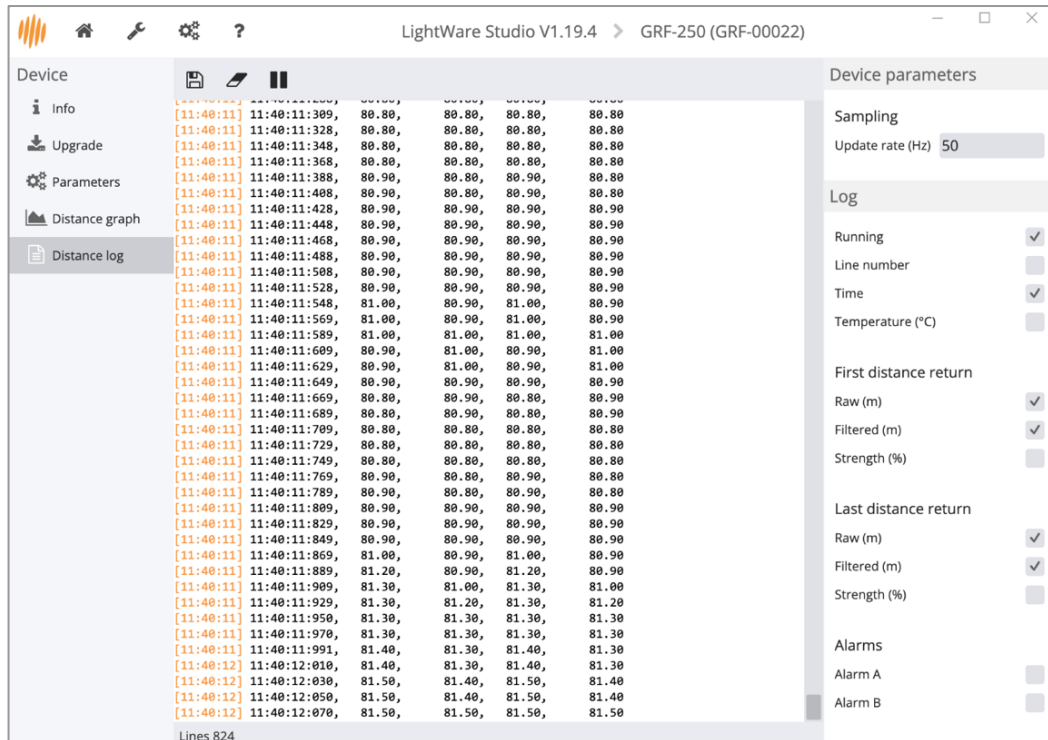 LightWare Studio V1.19.4 > GRF-250 (GRF-00022)
Device
Info
Upgrade
Parameters
Distance graph
Distance log
[11:40:11] 11:40:11:309, 80.80, 80.80, 80.80, 80.80
[11:40:11] 11:40:11:328, 80.80, 80.80, 80.80, 80.80
[11:40:11] 11:40:11:348, 80.80, 80.80, 80.80, 80.80
[11:40:11] 11:40:11:368, 80.80, 80.80, 80.80, 80.80
[11:40:11] 11:40:11:388, 80.90, 80.80, 80.90, 80.80
[11:40:11] 11:40:11:408, 80.90, 80.80, 80.90, 80.80
[11:40:11] 11:40:11:428, 80.90, 80.90, 80.90, 80.90
[11:40:11] 11:40:11:448, 80.90, 80.90, 80.90, 80.90
[11:40:11] 11:40:11:468, 80.90, 80.90, 80.90, 80.90
[11:40:11] 11:40:11:488, 80.90, 80.90, 80.90, 80.90
[11:40:11] 11:40:11:508, 80.90, 80.90, 80.90, 80.90
[11:40:11] 11:40:11:528, 80.90, 80.90, 80.90, 80.90
[11:40:11] 11:40:11:548, 81.00, 80.90, 81.00, 80.90
[11:40:11] 11:40:11:569, 81.00, 80.90, 81.00, 80.90
[11:40:11] 11:40:11:589, 81.00, 81.00, 81.00, 81.00
[11:40:11] 11:40:11:609, 80.90, 81.00, 80.90, 81.00
[11:40:11] 11:40:11:629, 80.90, 81.00, 80.90, 81.00
[11:40:11] 11:40:11:649, 80.90, 80.90, 80.90, 80.90
[11:40:11] 11:40:11:669, 80.80, 80.90, 80.80, 80.90
[11:40:11] 11:40:11:689, 80.80, 80.90, 80.80, 80.90
[11:40:11] 11:40:11:709, 80.80, 80.80, 80.80, 80.80
[11:40:11] 11:40:11:729, 80.80, 80.80, 80.80, 80.80
[11:40:11] 11:40:11:749, 80.80, 80.80, 80.80, 80.80
[11:40:11] 11:40:11:769, 80.90, 80.80, 80.90, 80.80
[11:40:11] 11:40:11:789, 80.90, 80.80, 80.90, 80.80
[11:40:11] 11:40:11:809, 80.90, 80.90, 80.90, 80.90
[11:40:11] 11:40:11:829, 80.90, 80.90, 80.90, 80.90
[11:40:11] 11:40:11:849, 80.90, 80.90, 80.90, 80.90
[11:40:11] 11:40:11:869, 81.00, 80.90, 81.00, 80.90
[11:40:11] 11:40:11:889, 81.20, 80.90, 81.20, 80.90
[11:40:11] 11:40:11:909, 81.30, 81.00, 81.30, 81.00
[11:40:11] 11:40:11:929, 81.30, 81.20, 81.30, 81.20
[11:40:11] 11:40:11:950, 81.30, 81.30, 81.30, 81.30
[11:40:11] 11:40:11:970, 81.30, 81.30, 81.30, 81.30
[11:40:11] 11:40:11:991, 81.40, 81.30, 81.40, 81.30
[11:40:12] 11:40:12:010, 81.40, 81.30, 81.40, 81.30
[11:40:12] 11:40:12:030, 81.50, 81.40, 81.50, 81.40
[11:40:12] 11:40:12:050, 81.50, 81.40, 81.50, 81.40
[11:40:12] 11:40:12:070, 81.50, 81.50, 81.50, 81.50
Lines 824
Device parameters
Sampling
Update rate (Hz) 50
Log
Running
Line number
Time
Temperature (°C)
First distance return
Raw (m)
Filtered (m)
Strength (%)
Last distance return
Raw (m)
Filtered (m)
Strength (%)
Alarms
Alarm A
Alarm B